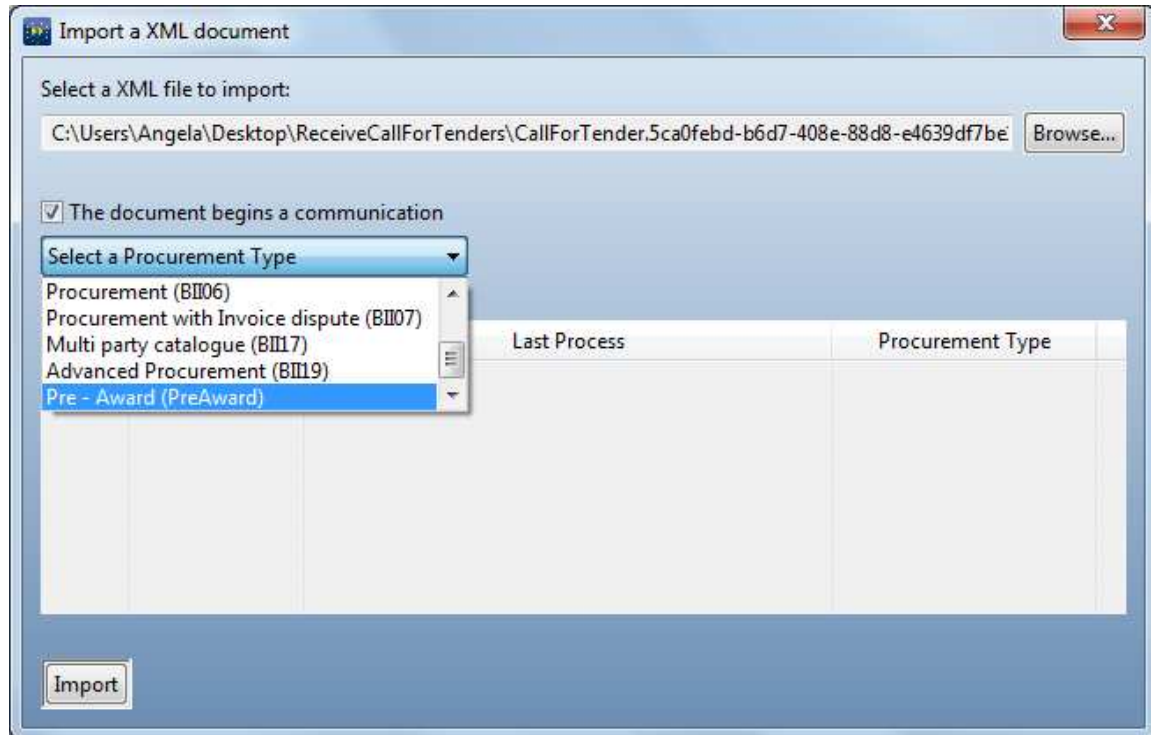 Import a XML document
Select a XML file to import:
C:\Users\Angela\Desktop\ReceiveCallForTenders\CallForTender.5ca0febd-b6d7-408e-88d8-e4639df7be
Browse...
The document begins a communication
Select a Procurement Type
Procurement (BII06)
Procurement with Invoice dispute (BII07)
Multi party catalogue (BII17)
Advanced Procurement (BII19)
Pre - Award (PreAward)
Last Process Procurement Type
Import